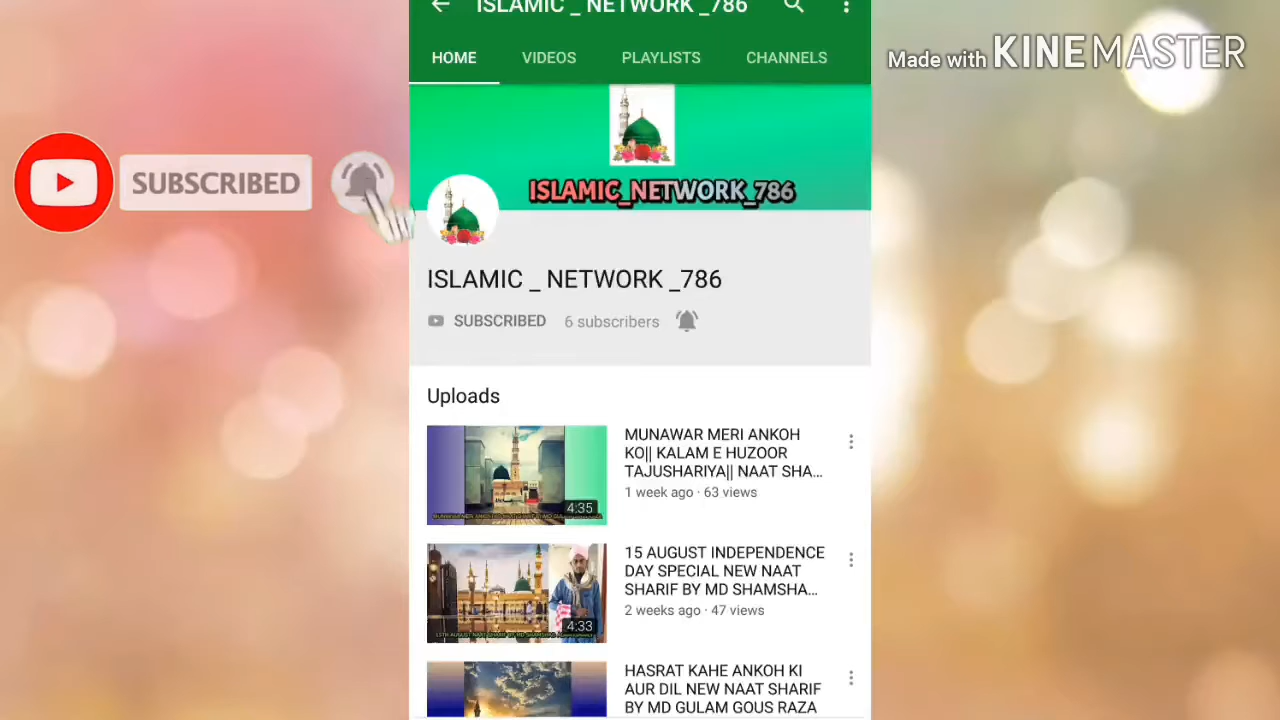 ISLAMIC _ NETWORK _786
Made with KINEMASTER
HOME VIDEOS PLAYLISTS CHANNELS
SUBSCRIBED
ISLAMIC_NETWORK_786
ISLAMIC _ NETWORK _786
SUBSCRIBED 6 subscribers
Uploads
MUNAWAR MERI ANKOH
KO|| KALAM E HUZOOR
TAJUSHARIYA|| NAAT SHA...
1 week ago · 63 views
4:35
15 AUGUST INDEPENDENCE
DAY SPECIAL NEW NAAT
SHARIF BY MD SHAMSHA...
2 weeks ago · 47 views
4:33
HASRAT KAHE ANKOH KI
AUR DIL NEW NAAT SHARIF
BY MD GULAM GOUS RAZA